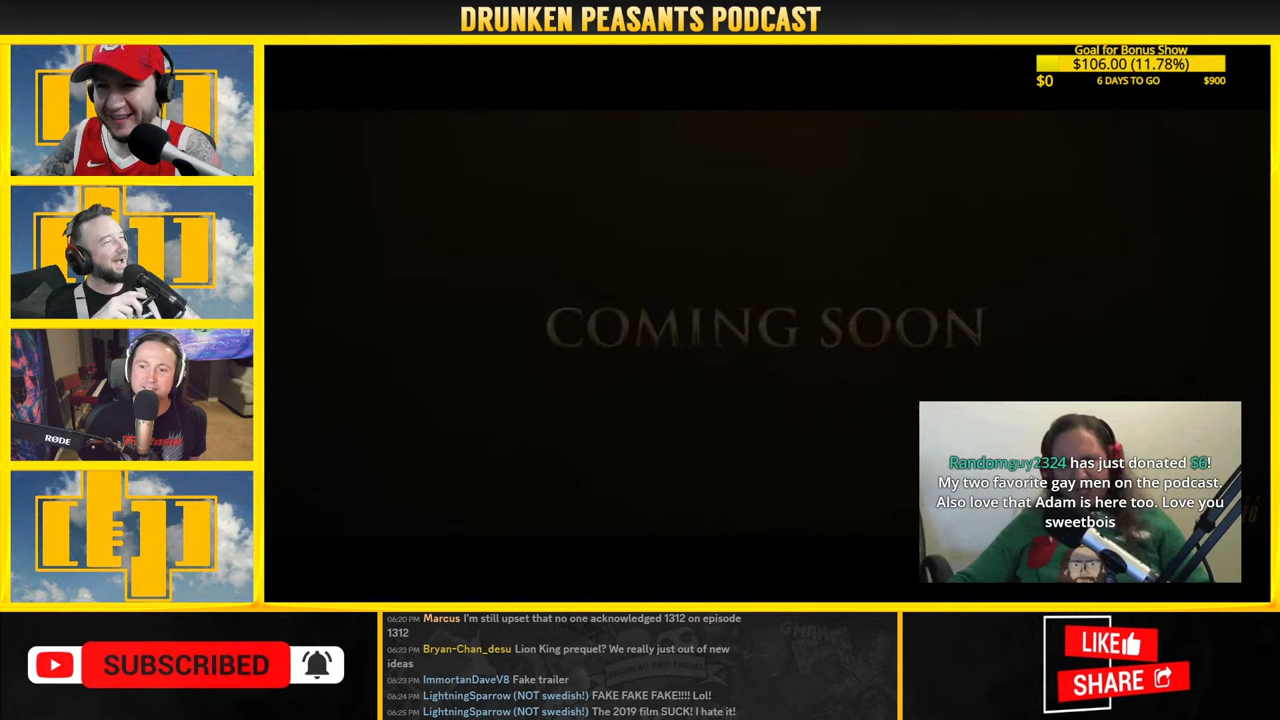 DRUNKEN PEASANTS PODCAST
Goal for Bonus Show
$106.00 (11.78%)
$0 6 DAYS TO GO $900
COMING SOON
RØDE
Randomguy2324 has just donated $6!
My two favorite gay men on the podcast.
Also love that Adam is here too. Love you
sweetbois
06:20 PM Marcus I'm still upset that no one acknowledged 1312 on episode
1312
06:23 PM Bryan-Chan_desu Lion King prequel? We really just out of new
ideas
06:23 PM ImmortanDaveV8 Fake trailer
06:24 PM LightningSparrow (NOT swedish!) FAKE FAKE FAKE!!!! Lol!
06:25 PM LightningSparrow (NOT swedish!) The 2019 film SUCK! I hate it!
SUBSCRIBED
LIKE
SHARE